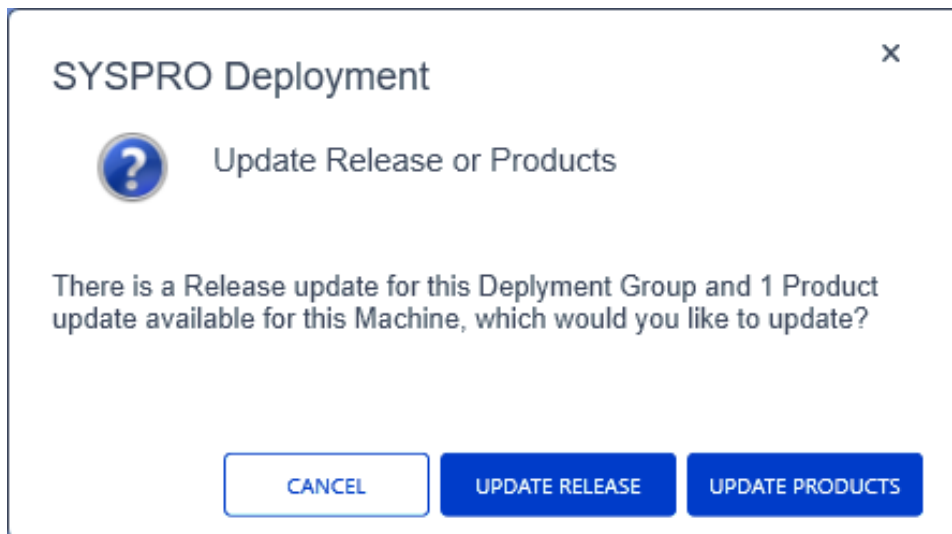 SYSPRO Deployment
Update Release or Products
There is a Release update for this Deplyment Group and 1 Product
update available for this Machine, which would you like to update?
CANCEL
UPDATE RELEASE
UPDATE PRODUCTS